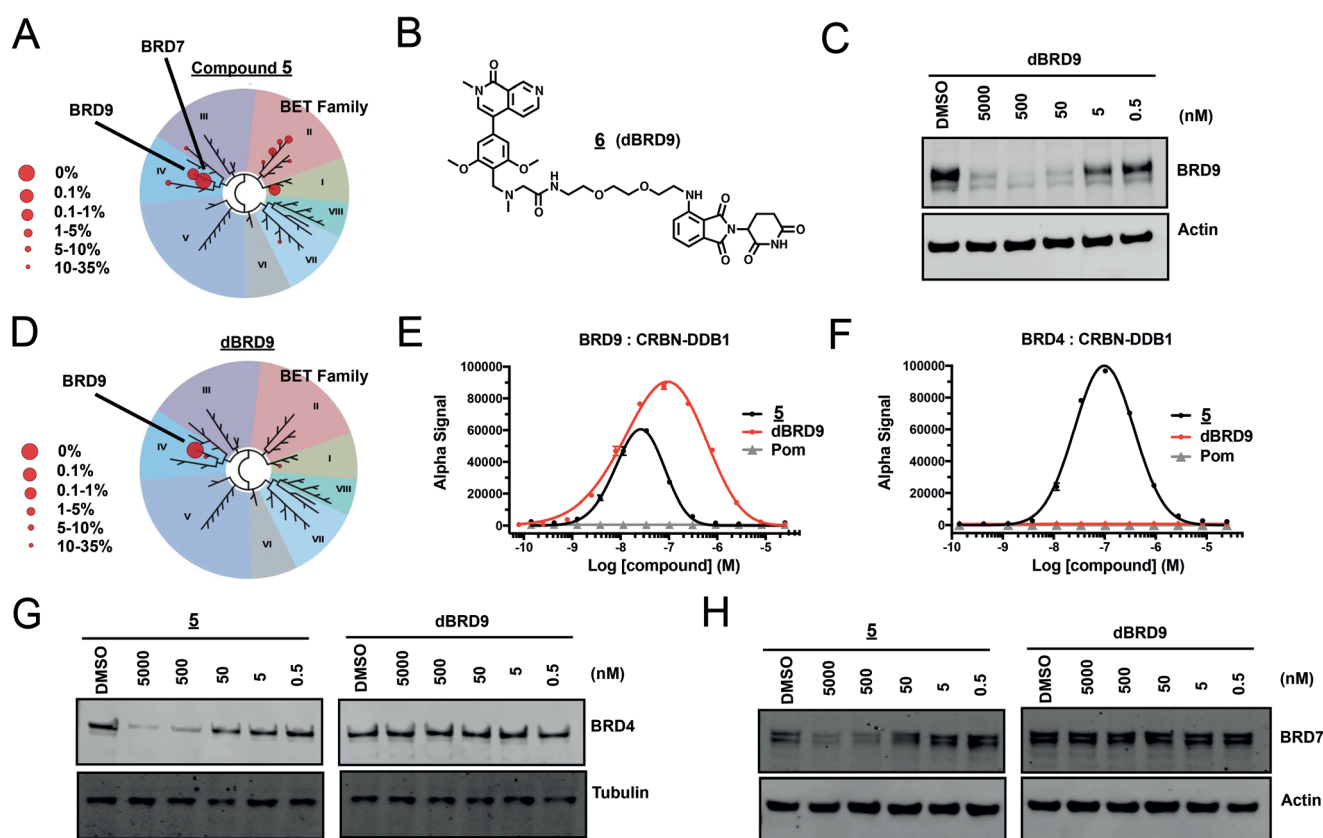 A
BRD7
Compound 5
BRD9
BET Family
III
II
IV
I
VIII
V
VI
VII
0%
0.1%
0.1-1%
1-5%
5-10%
10-35%
B
O
N
N
O
O
N
O
H
N
O
O
H
N
O
N
O
O
NH
O
6 (dBRD9)
C
dBRD9
DMSO 5000 500 50 5 0.5 (nM)
BRD9
Actin
D
dBRD9
BRD9
BET Family
III
II
IV
I
VIII
V
VI
VII
0%
0.1%
0.1-1%
1-5%
5-10%
10-35%
E
BRD9 : CRBN-DDB1
Alpha Signal
100000
80000
60000
40000
20000
0
-10 -9 -8 -7 -6 -5
Log [compound] (M)
5
dBRD9
Pom
F
BRD4 : CRBN-DDB1
Alpha Signal
100000
80000
60000
40000
20000
0
-10 -9 -8 -7 -6 -5
Log [compound] (M)
5
dBRD9
Pom
G
5 dBRD9
DMSO 5000 500 50 5 0.5 DMSO 5000 500 50 5 0.5 (nM)
BRD4
Tubulin
H
5 dBRD9
DMSO 5000 500 50 5 0.5 DMSO 5000 500 50 5 0.5 (nM)
BRD7
Actin